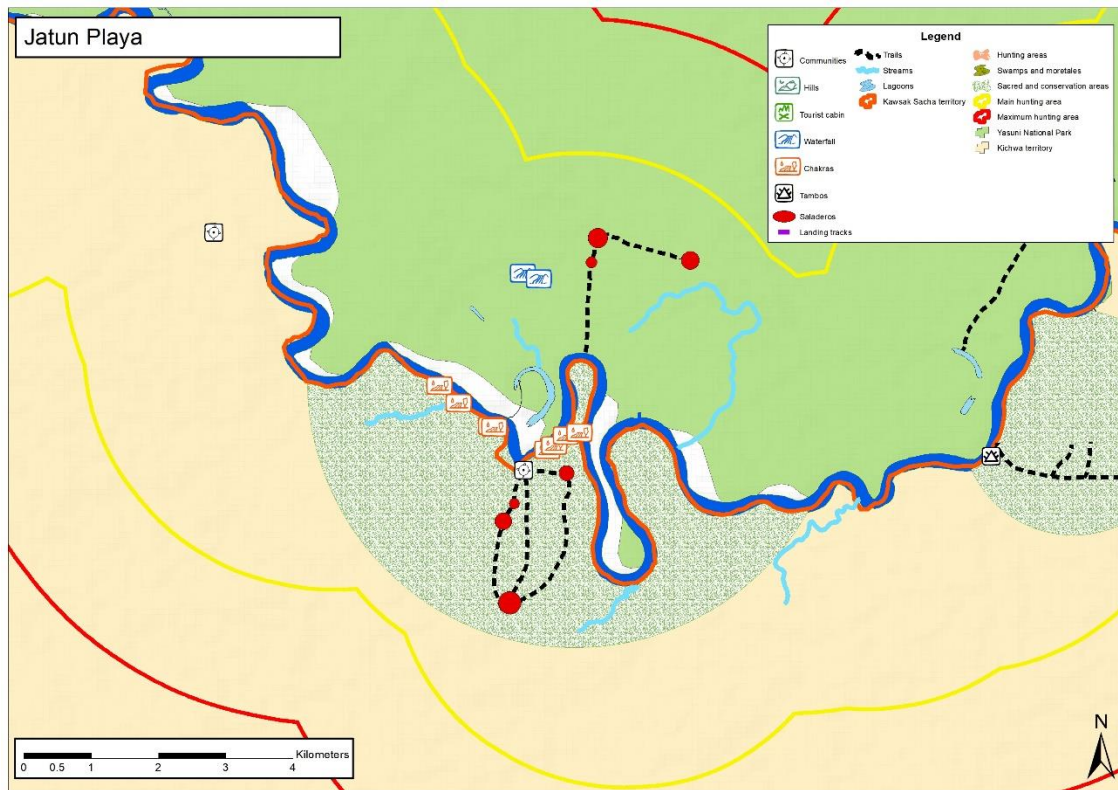 Jatun Playa
Legend
Communities
Hills
Tourist cabin
Waterfall
Chakras
Tambos
Saladeros
Landing tracks
Trails
Streams
Lagoons
Kawsak Sacha territory
Hunting areas
Swamps and moretales
Sacred and conservation areas
Main hunting area
Maximum hunting area
Yasuni National Park
Kichwa territory
Kilometers
0 0.5 1 2 3 4
N